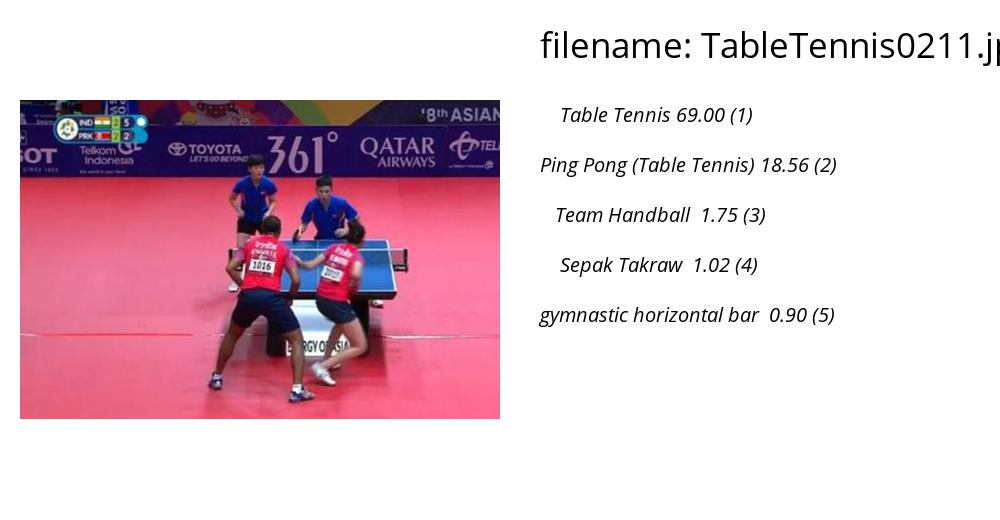 filename: TableTennis0211.jp
Table Tennis 69.00 (1)
Ping Pong (Table Tennis) 18.56 (2)
Team Handball 1.75 (3)
Sepak Takraw 1.02 (4)
gymnastic horizontal bar 0.90 (5)
'8th ASIAN
IND 2 5
PRK 2 2
Telkom
Indonesia
TOYOTA
LET'S GO BEYOND
361°
QATAR
AIRWAYS
TEL
1016